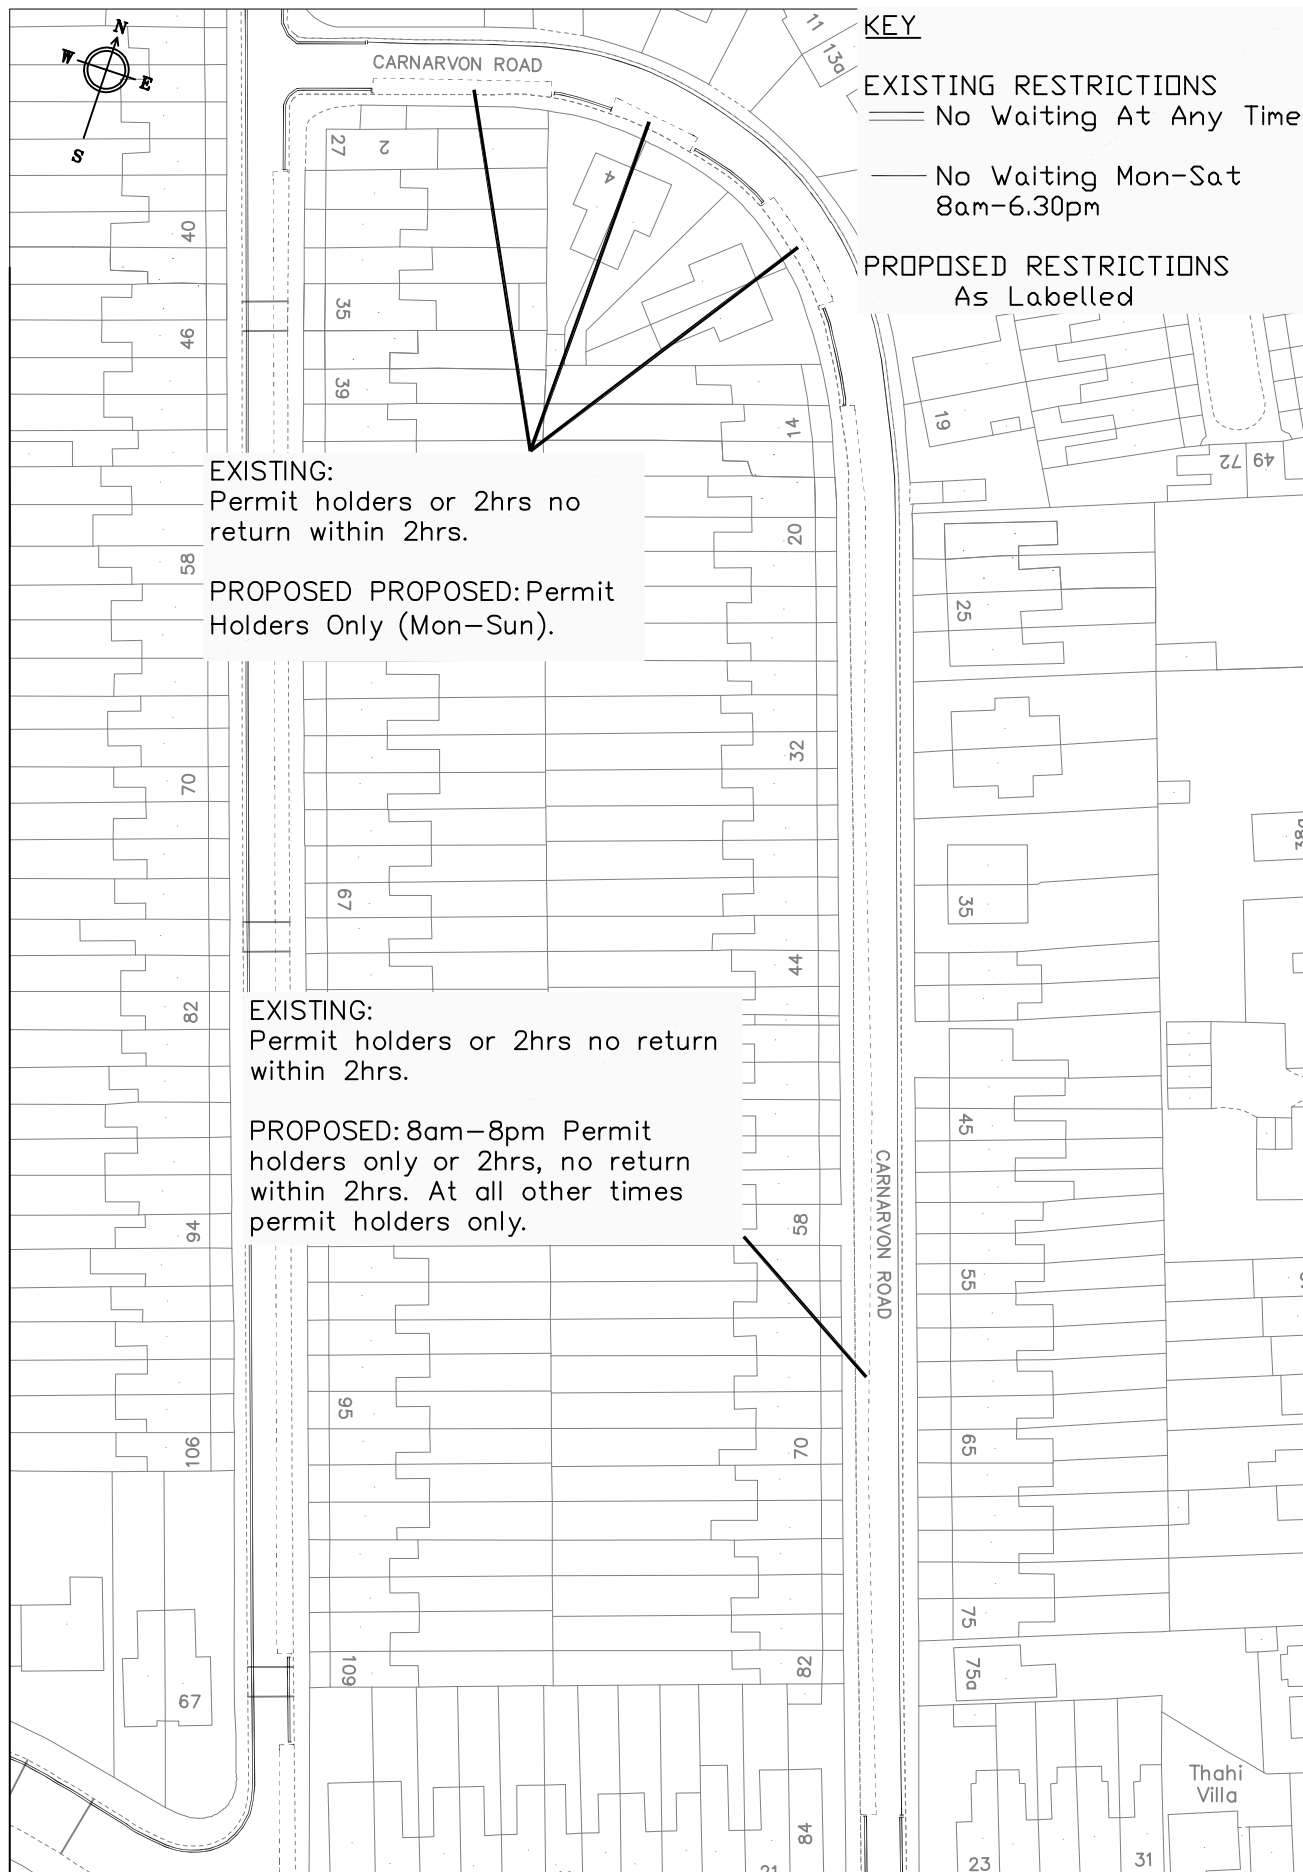 N
W
E
S
CARNARVON ROAD
11
13a
KEY
EXISTING RESTRICTIONS
No Waiting At Any Time
No Waiting Mon-Sat
8am-6.30pm
PROPOSED RESTRICTIONS
As Labelled
27
2
4
40
35
46
39
14
19
72
49
EXISTING:
Permit holders or 2hrs no
return within 2hrs.
PROPOSED PROPOSED: Permit
Holders Only (Mon-Sun).
20
58
25
32
70
67
35
38a
44
82
EXISTING:
Permit holders or 2hrs no return
within 2hrs.
PROPOSED: 8am-8pm Permit
holders only or 2hrs, no return
within 2hrs. At all other times
permit holders only.
45
94
58
CARNARVON ROAD
55
95
106
70
65
75
109
82
75a
67
Thahi
Villa
84
23
31
21